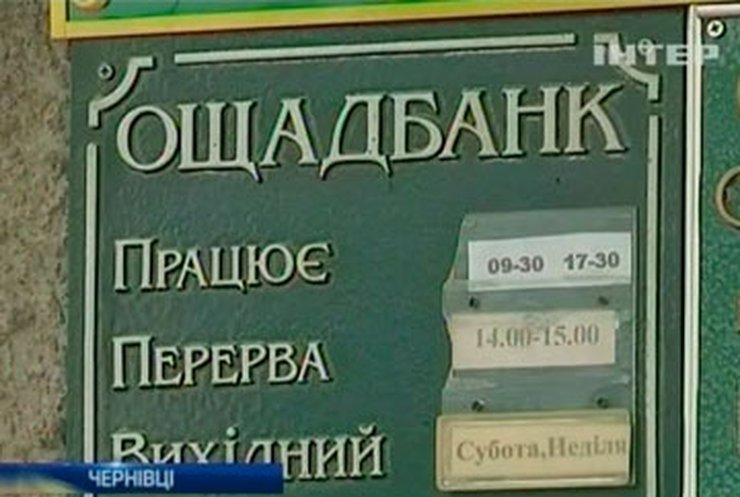 ІНТЕР
ОЩАДБАНК
ПРАЦЮЄ 09-30 17-30
ПЕРЕРВА 14.00-15.00
ВИХІДНИЙ Субота,Неділя
ЧЕРНІВЦІ